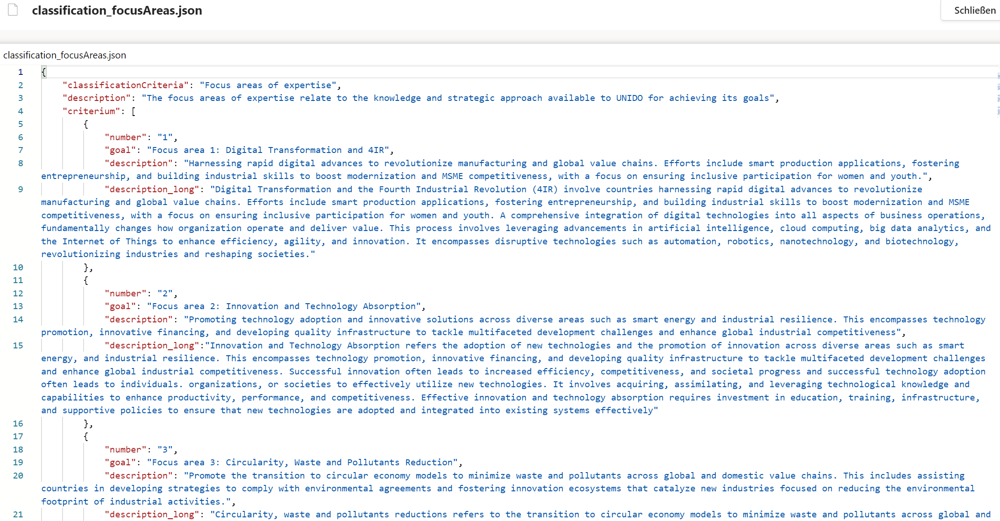 classification_focusAreas.json
Schließen
classification_focusAreas.json
1 {
2 "classificationCriteria": "Focus areas of expertise",
3 "description": "The focus areas of expertise relate to the knowledge and strategic approach available to UNIDO for achieving its goals",
4 "criterium": [
5 {
6 "number": "1",
7 "goal": "Focus area 1: Digital Transformation and 4IR",
8 "description": "Harnessing rapid digital advances to revolutionize manufacturing and global value chains. Efforts include smart production applications, fostering
entrepreneurship, and building industrial skills to boost modernization and MSME competitiveness, with a focus on ensuring inclusive participation for women and youth.",
9 "description_long": "Digital Transformation and the Fourth Industrial Revolution (4IR) involve countries harnessing rapid digital advances to revolutionize
manufacturing and global value chains. Efforts include smart production applications, fostering entrepreneurship, and building industrial skills to boost modernization and MSME
competitiveness, with a focus on ensuring inclusive participation for women and youth. A comprehensive integration of digital technologies into all aspects of business operations,
fundamentally changes how organization operate and deliver value. This process involves leveraging advancements in artificial intelligence, cloud computing, big data analytics, and
the Internet of Things to enhance efficiency, agility, and innovation. It encompasses disruptive technologies such as automation, robotics, nanotechnology, and biotechnology,
revolutionizing industries and reshaping societies."
10 },
11 {
12 "number": "2",
13 "goal": "Focus area 2: Innovation and Technology Absorption",
14 "description": "Promoting technology adoption and innovative solutions across diverse areas such as smart energy and industrial resilience. This encompasses technology
promotion, innovative financing, and developing quality infrastructure to tackle multifaceted development challenges and enhance global industrial competitiveness",
15 "description_long":"Innovation and Technology Absorption refers the adoption of new technologies and the promotion of innovation across diverse areas such as smart
energy, and industrial resilience. This encompasses technology promotion, innovative financing, and developing quality infrastructure to tackle multifaceted development challenges
and enhance global industrial competitiveness. Successful innovation often leads to increased efficiency, competitiveness, and societal progress and successful technology adoption
often leads to individuals. organizations, or societies to effectively utilize new technologies. It involves acquiring, assimilating, and leveraging technological knowledge and
capabilities to enhance productivity, performance, and competitiveness. Effective innovation and technology absorption requires investment in education, training, infrastructure,
and supportive policies to ensure that new technologies are adopted and integrated into existing systems effectively"
16 },
17 {
18 "number": "3",
19 "goal": "Focus area 3: Circularity, Waste and Pollutants Reduction",
20 "description": "Promote the transition to circular economy models to minimize waste and pollutants across global and domestic value chains. This includes assisting
countries in developing strategies to comply with environmental agreements and fostering innovation ecosystems that catalyze new industries focused on reducing the environmental
footprint of industrial activities.",
21 "description_long": "Circularity, waste and pollutants reductions refers to the transition to circular economy models to minimize waste and pollutants across global and